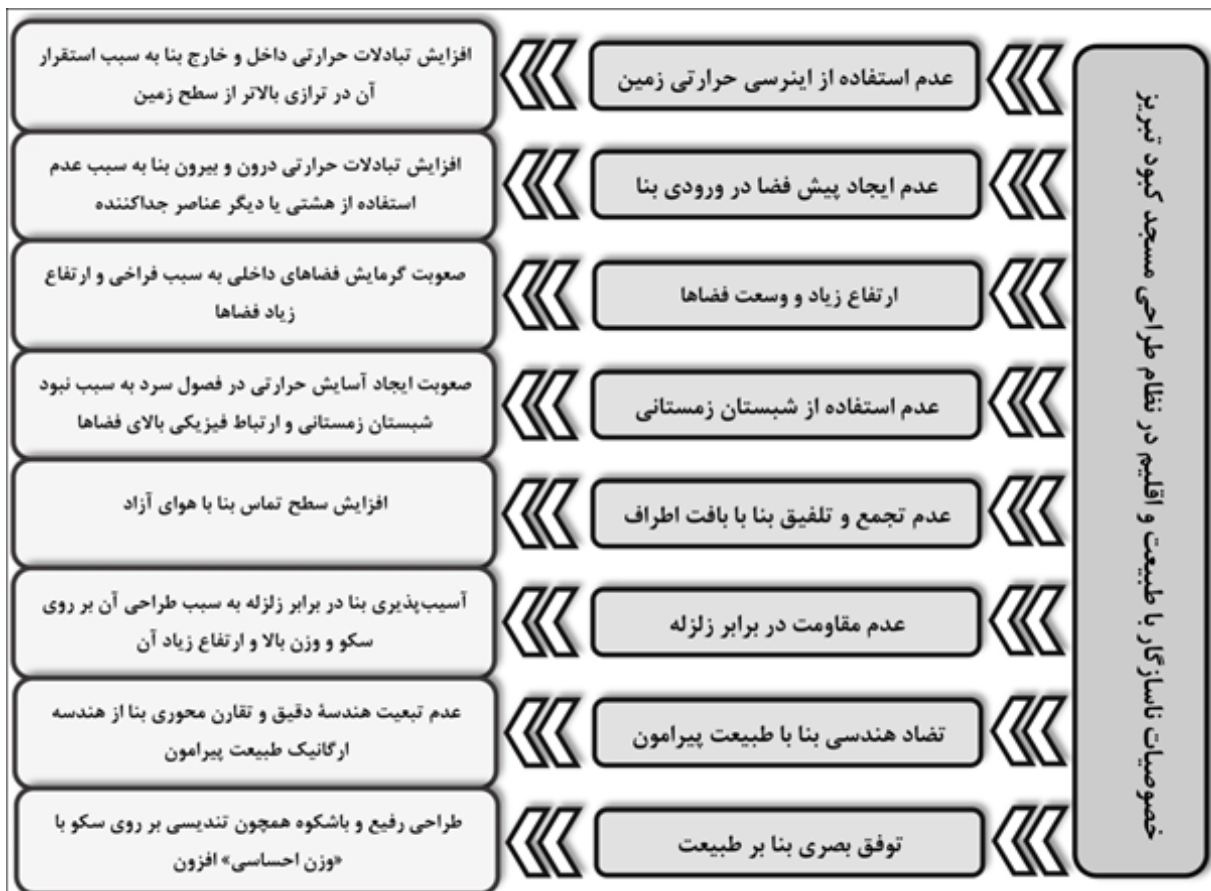 خصوصیات ناسازگار با طبیعت و اقلیم در نظام طراحی مسجد کبود تبریز
عدم استفاده از اینرسی حرارتی زمین
افزایش تبادلات حرارتی داخل و خارج بنا به سبب استقرار
آن در ترازی بالاتر از سطح زمین
عدم ایجاد پیش فضا در ورودی بنا
افزایش تبادلات حرارتی درون و بیرون بنا به سبب عدم
استفاده از هشتی یا دیگر عناصر جداکننده
ارتفاع زیاد و وسعت فضاها
صعوبت گرمایش فضاهای داخلی به سبب فراخی و ارتفاع
زیاد فضاها
عدم استفاده از شبستان زمستانی
صعوبت ایجاد آسایش حرارتی در فصول سرد به سبب نبود
شبستان زمستانی و ارتباط فیزیکی بالای فضاها
عدم تجمع و تلفیق بنا با بافت اطراف
افزایش سطح تماس بنا با هوای آزاد
عدم مقاومت در برابر زلزله
آسیب‌پذیری بنا در برابر زلزله به سبب طراحی آن بر روی
سکو و وزن بالا و ارتفاع زیاد آن
تضاد هندسی بنا با طبیعت پیرامون
عدم تبعیت هندسهٔ دقیق و تقارن محوری بنا از هندسه
ارگانیک طبیعت پیرامون
توفق بصری بنا بر طبیعت
طراحی رفیع و باشکوه همچون تندیسی بر روی سکو با
«وزن احساسی» افزون